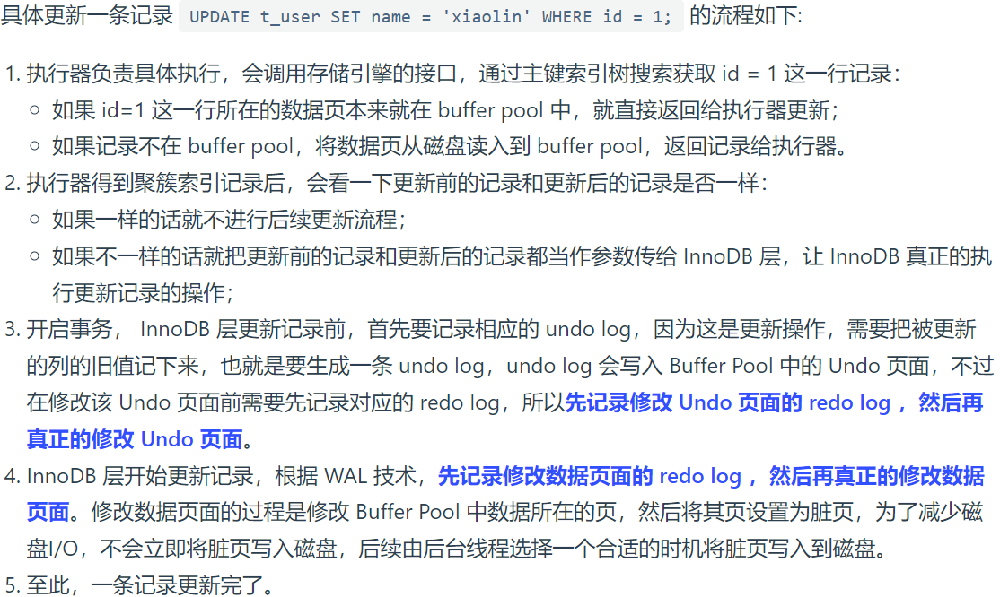 具体更新一条记录 UPDATE t_user SET name = 'xiaolin' WHERE id = 1; 的流程如下:
1. 执行器负责具体执行，会调用存储引擎的接口，通过主键索引树搜索获取 id = 1 这一行记录：
○ 如果 id=1 这一行所在的数据页本来就在 buffer pool 中，就直接返回给执行器更新；
○ 如果记录不在 buffer pool，将数据页从磁盘读入到 buffer pool，返回记录给执行器。
2. 执行器得到聚簇索引记录后，会看一下更新前的记录和更新后的记录是否一样：
○ 如果一样的话就不进行后续更新流程；
○ 如果不一样的话就把更新前的记录和更新后的记录都当作参数传给 InnoDB 层，让 InnoDB 真正的执
行更新记录的操作；
3. 开启事务， InnoDB 层更新记录前，首先要记录相应的 undo log，因为这是更新操作，需要把被更新
的列的旧值记下来，也就是要生成一条 undo log，undo log 会写入 Buffer Pool 中的 Undo 页面，不过
在修改该 Undo 页面前需要先记录对应的 redo log，所以先记录修改 Undo 页面的 redo log ，然后再
真正的修改 Undo 页面。
4. InnoDB 层开始更新记录，根据 WAL 技术，先记录修改数据页面的 redo log ，然后再真正的修改数据
页面。修改数据页面的过程是修改 Buffer Pool 中数据所在的页，然后将其页设置为脏页，为了减少磁
盘I/O，不会立即将脏页写入磁盘，后续由后台线程选择一个合适的时机将脏页写入到磁盘。
5. 至此，一条记录更新完了。